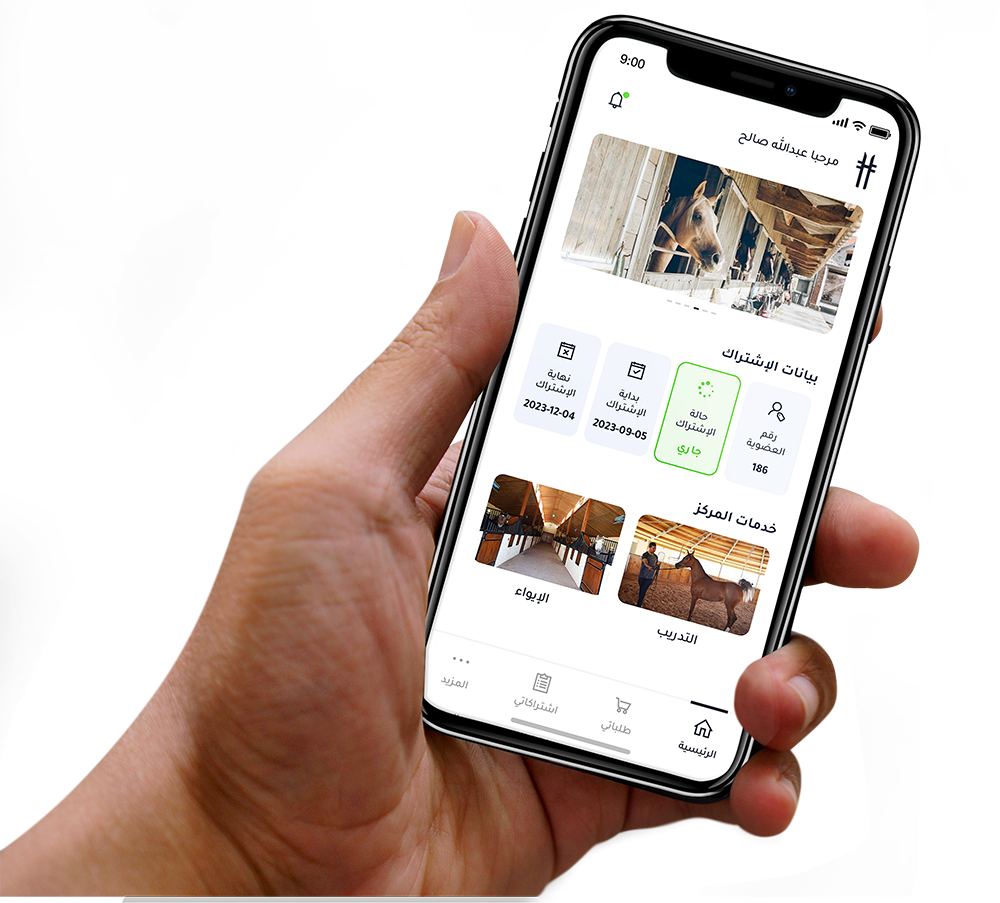 9:00
مرحبا عبدالله صالح
بيانات الإشتراك
رقم
العضوية
186
حالة
الإشتراك
جاري
بداية
الإشتراك
2023-09-05
نهاية
الإشتراك
2023-12-04
خدمات المركز
التدريب
الإيواء
الرئيسية
طلباتي
اشتراكاتي
المزيد